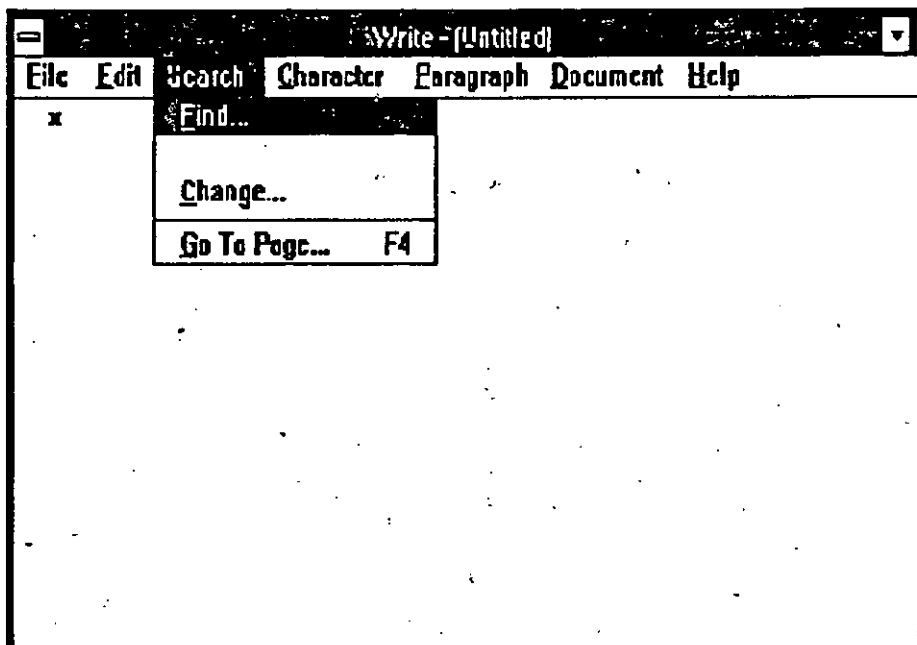 Write - [Untitled]
File Edit Search Character Paragraph Document Help
x Find...
Change...
Go To Page... F4